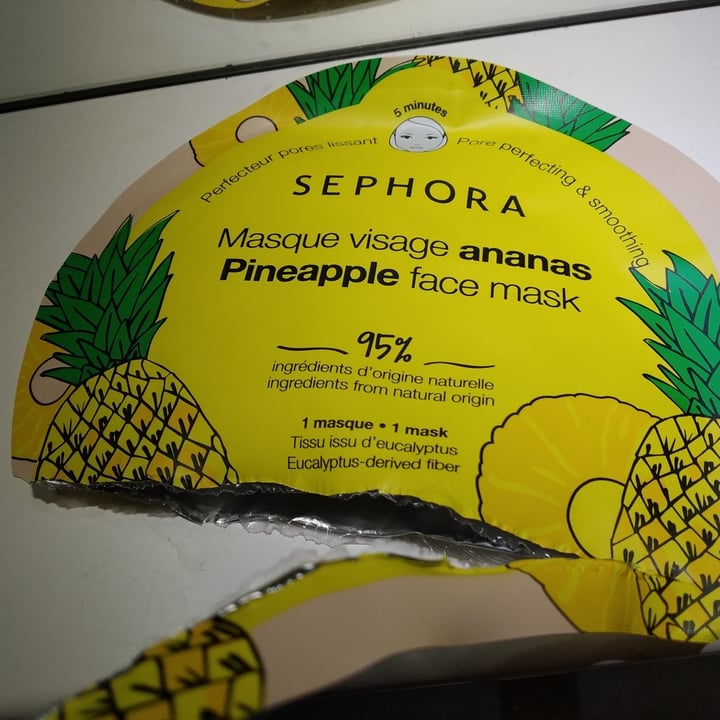 5 minutes
Perfecteur pores lissant
Pore perfecting & smoothing
SEPHORA
Masque visage ananas
Pineapple face mask
95%
ingrédients d'origine naturelle
ingredients from natural origin
1 masque • 1 mask
Tissu issu d'eucalyptus
Eucalyptus-derived fiber